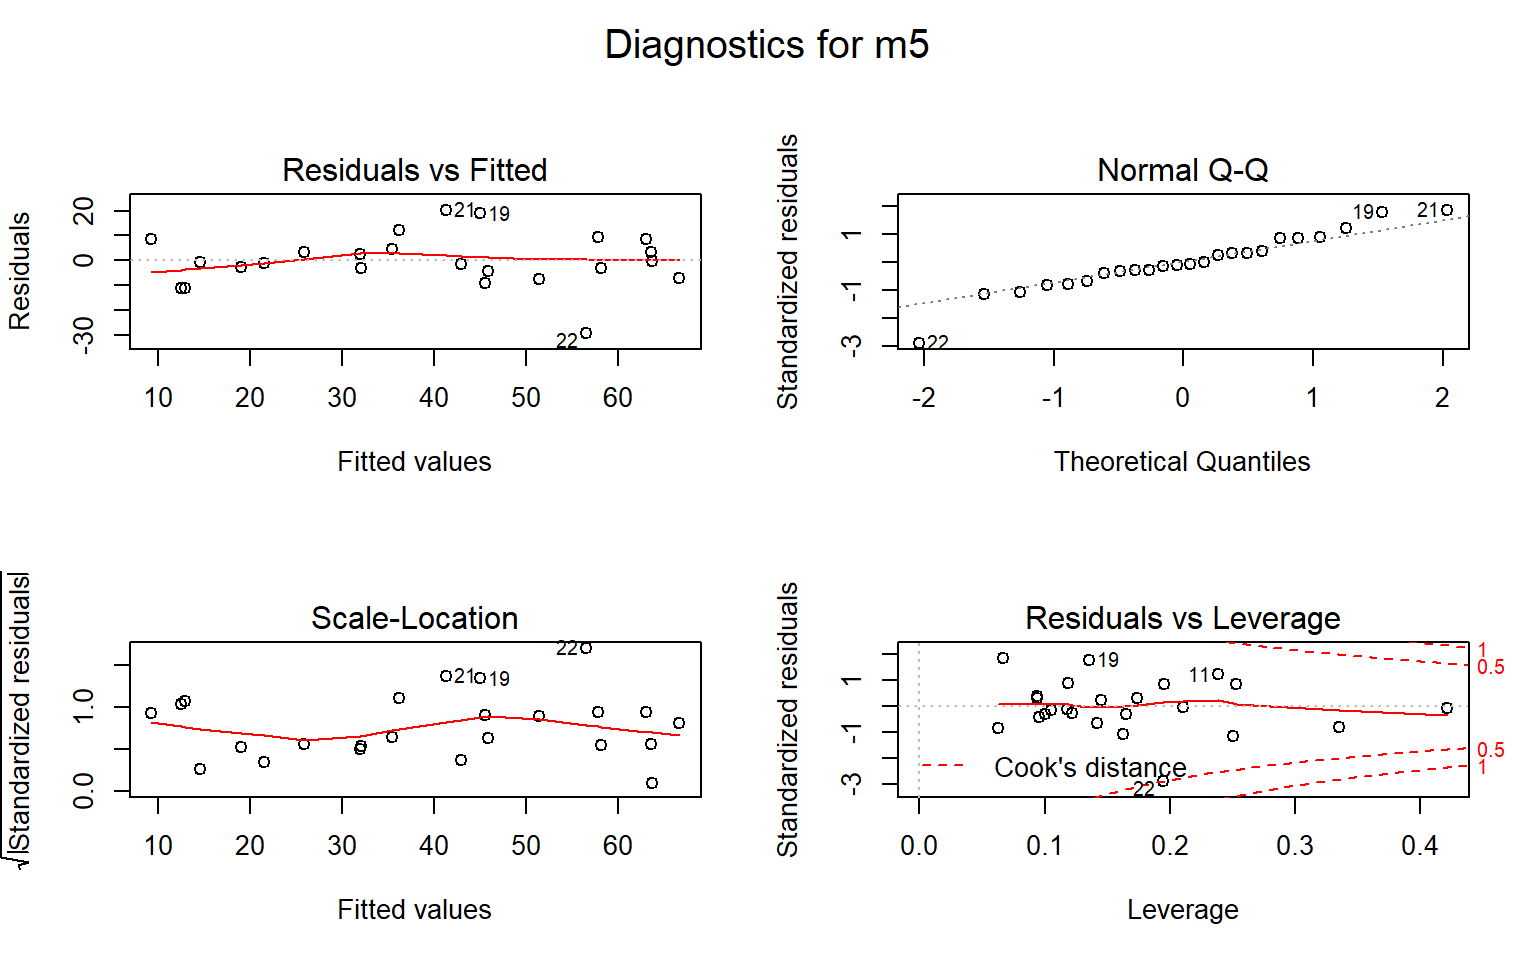 Diagnostics for m5
Residuals vs Fitted
Residuals
20
0
-30
21
19
22
10 20 30 40 50 60
Fitted values
Normal Q-Q
Standardized residuals
1
-1
-3
19
21
22
-2 -1 0 1 2
Theoretical Quantiles
Scale-Location
√|Standardized residuals|
1.0
0.0
22
21
19
10 20 30 40 50 60
Fitted values
Residuals vs Leverage
Standardized residuals
1
-1
-3
19
11
22
Cook's distance
1
0.5
0.5
1
0.0 0.1 0.2 0.3 0.4
Leverage